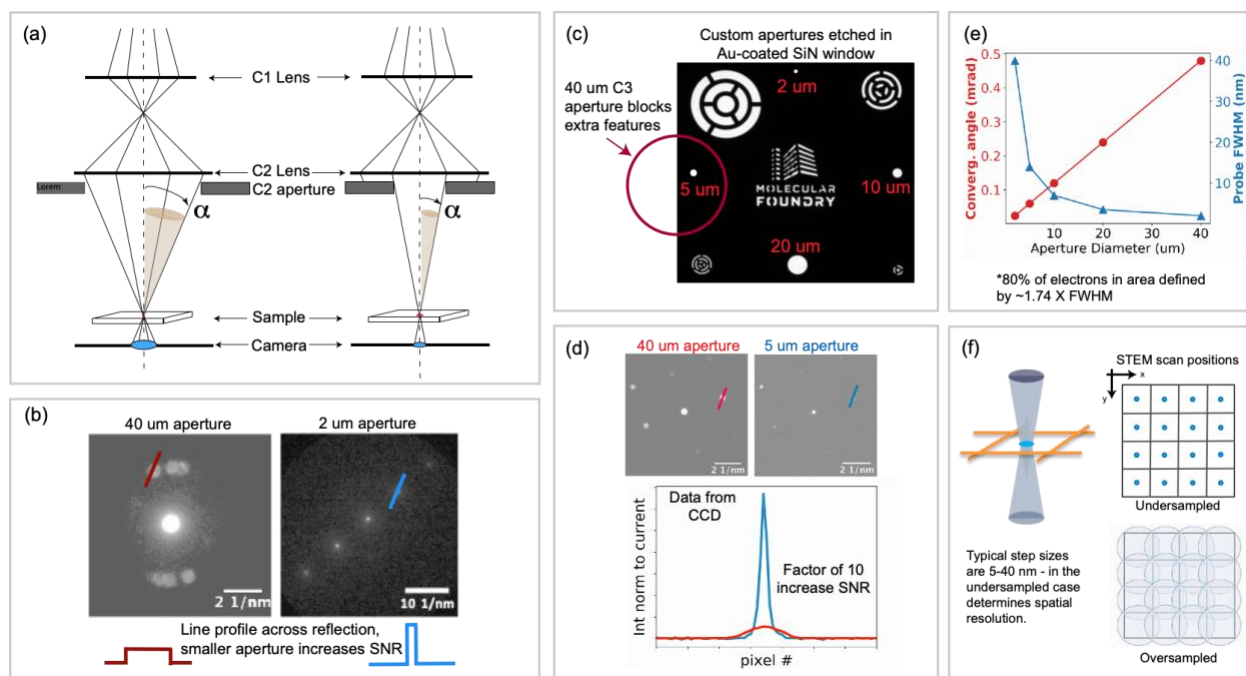 (a)
C1 Lens
C2 Lens
Lorem
C2 aperture
α
α
Sample
Camera
(b)
40 um aperture
2 um aperture
2 1/nm
10 1/nm
Line profile across reflection,
smaller aperture increases SNR
(c)
Custom apertures etched in
Au-coated SiN window
40 um C3
aperture blocks
extra features
2 um
5 um
10 um
MOLECULAR
FOUNDRY
20 um
(d)
40 um aperture
5 um aperture
2 1/nm
2 1/nm
Data from
CCD
Factor of 10
increase SNR
Int norm to current
pixel #
(e)
Converg. angle (mrad)
0.5
0.4
0.3
0.2
0.1
40
30
20
10
Probe FWHM (nm)
10 20 30 40
Aperture Diameter (um)
*80% of electrons in area defined
by ~1.74 X FWHM
(f)
STEM scan positions
x
y
Undersampled
Typical step sizes
are 5-40 nm - in the
undersampled case
determines spatial
resolution.
Oversampled